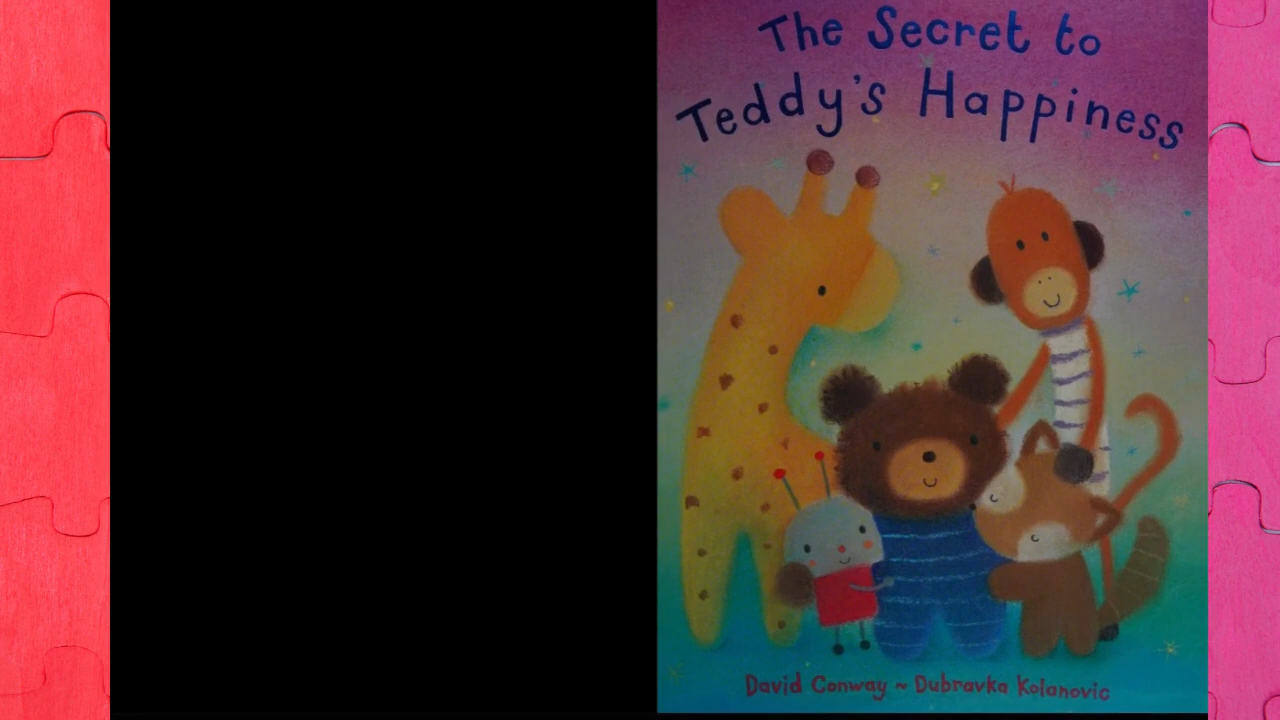 The Secret to
Teddy's Happiness
David Conway ~ Dubravka Kolanovic